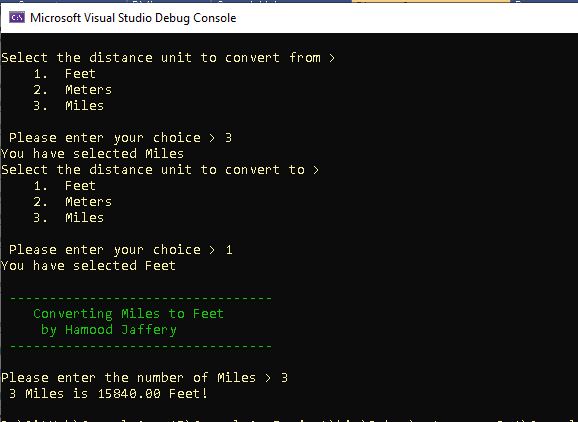 Microsoft Visual Studio Debug Console
Select the distance unit to convert from >
1. Feet
2. Meters
3. Miles
Please enter your choice > 3
You have selected Miles
Select the distance unit to convert to >
1. Feet
2. Meters
3. Miles
Please enter your choice > 1
You have selected Feet
---------------------------------
Converting Miles to Feet
by Hamood Jaffery
---------------------------------
Please enter the number of Miles > 3
3 Miles is 15840.00 Feet!